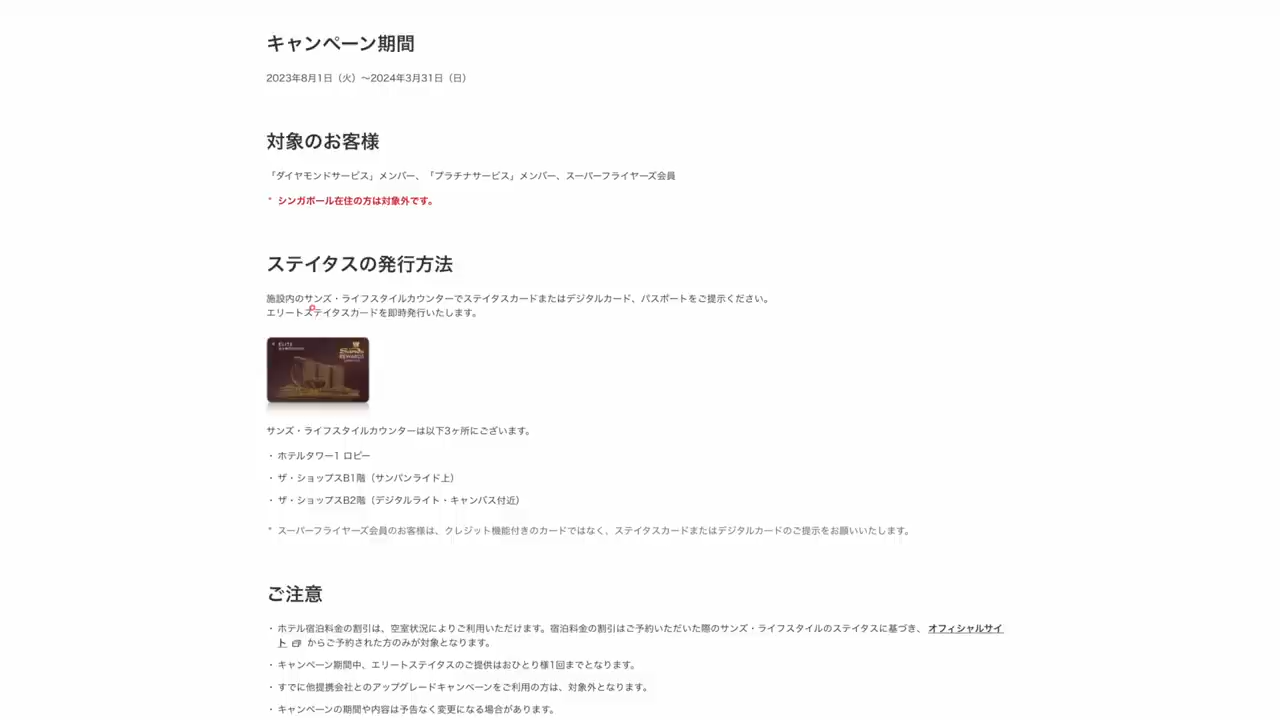 キャンペーン期間
2023年8月1日（火）～2024年3月31日（日）
対象のお客様
「ダイヤモンドサービス」メンバー、「プラチナサービス」メンバー、スーパーフライヤーズ会員
* シンガポール在住の方は対象外です。
ステイタスの発行方法
施設内のサンズ・ライフスタイルカウンターでステイタスカードまたはデジタルカード、パスポートをご提示ください。
エリートステイタスカードを即時発行いたします。
ELITE
Sands
REWARDS
サンズ・ライフスタイルカウンターは以下3ヶ所にございます。
・ ホテルタワー1 ロビー
・ ザ・ショップスB1階（サンパンライド上）
・ ザ・ショップスB2階（デジタルライト・キャンバス付近）
* スーパーフライヤーズ会員のお客様は、クレジット機能付きのカードではなく、ステイタスカードまたはデジタルカードのご提示をお願いいたします。
ご注意
・ ホテル宿泊料金の割引は、空室状況によりご利用いただけます。宿泊料金の割引はご予約いただいた際のサンズ・ライフスタイルのステイタスに基づき、オフィシャルサイ
ト からご予約された方のみが対象となります。
・ キャンペーン期間中、エリートステイタスのご提供はおひとり様1回までとなります。
・ すでに他提携会社とのアップグレードキャンペーンをご利用の方は、対象外となります。
・ キャンペーンの期間や内容は予告なく変更になる場合があります。